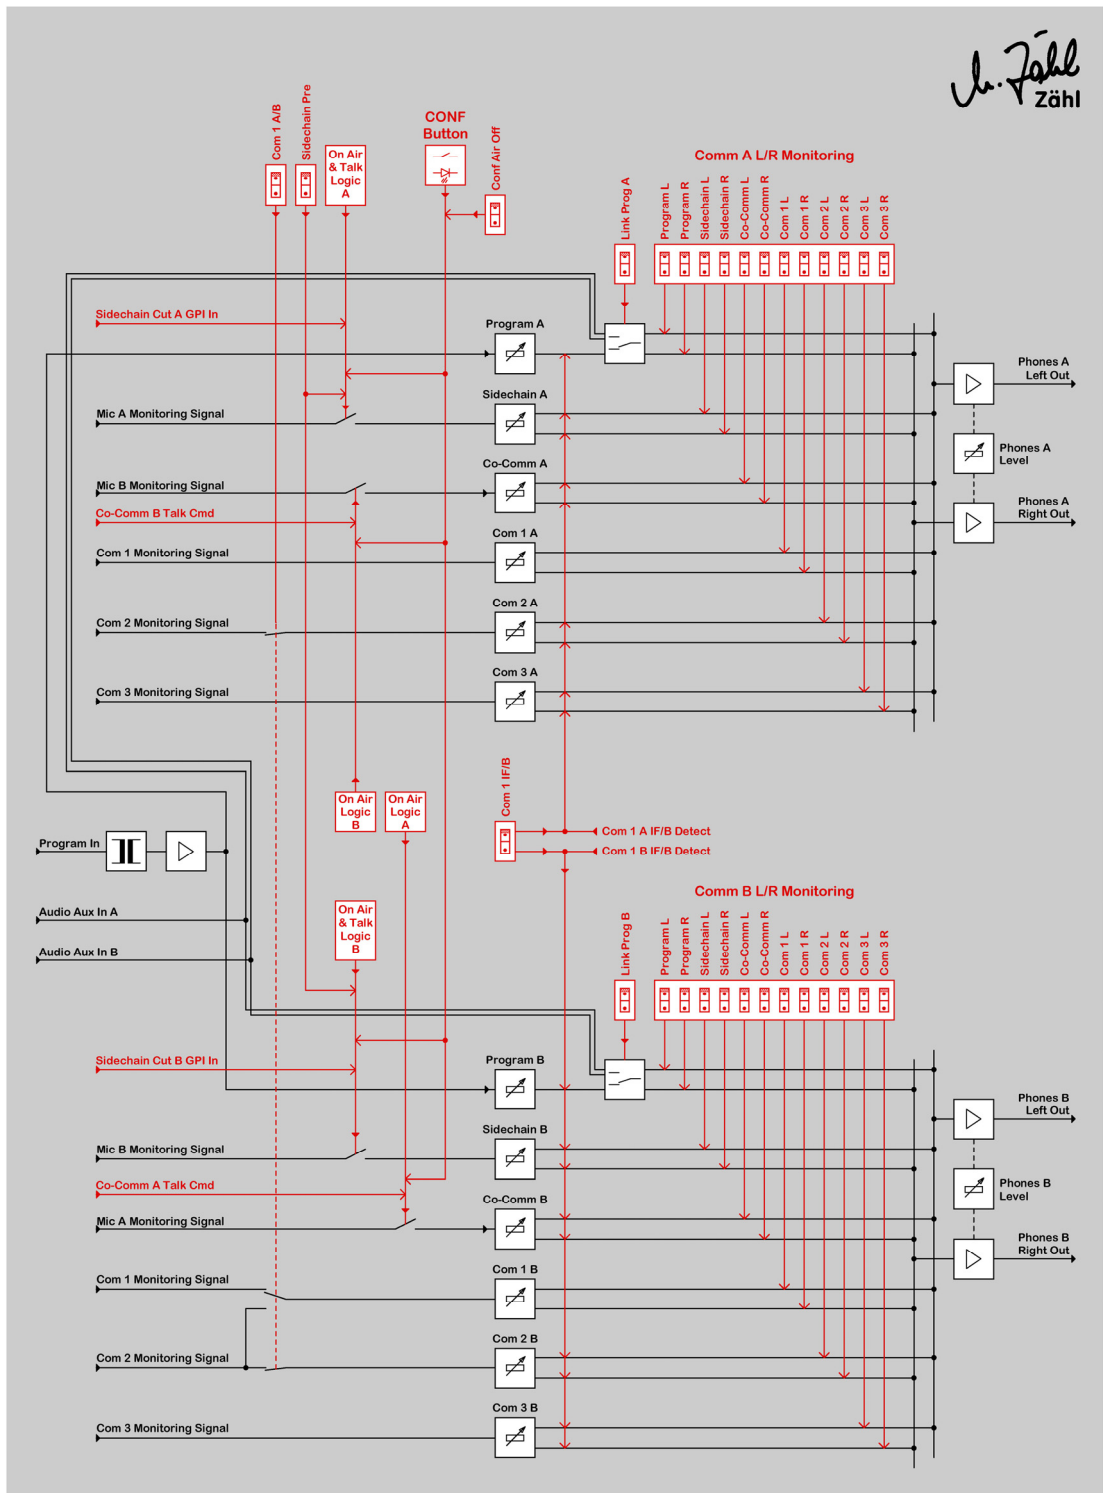 Zähl
Com 1 A/B
Sidechain Pre
On Air
& Talk
Logic
A
CONF
Button
Conf Air Off
Comm A L/R Monitoring
Link Prog A
Program L
Program R
Sidechain L
Sidechain R
Co-Comm L
Co-Comm R
Com 1 L
Com 1 R
Com 2 L
Com 2 R
Com 3 L
Com 3 R
Sidechain Cut A GPI In
Program A
Phones A
Left Out
Sidechain A
Mic A Monitoring Signal
Phones A
Level
Co-Comm A
Mic B Monitoring Signal
Co-Comm B Talk Cmd
Phones A
Right Out
Com 1 A
Com 1 Monitoring Signal
Com 2 A
Com 2 Monitoring Signal
Com 3 A
Com 3 Monitoring Signal
On Air
Logic
B
On Air
Logic
A
Com 1 IF/B
Com 1 A IF/B Detect
Com 1 B IF/B Detect
Program In
Audio Aux In A
Audio Aux In B
On Air
& Talk
Logic
B
Comm B L/R Monitoring
Link Prog B
Program L
Program R
Sidechain L
Sidechain R
Co-Comm L
Co-Comm R
Com 1 L
Com 1 R
Com 2 L
Com 2 R
Com 3 L
Com 3 R
Sidechain Cut B GPI In
Program B
Phones B
Left Out
Sidechain B
Mic B Monitoring Signal
Co-Comm A Talk Cmd
Phones B
Level
Co-Comm B
Mic A Monitoring Signal
Phones B
Right Out
Com 1 B
Com 1 Monitoring Signal
Com 2 B
Com 2 Monitoring Signal
Com 3 B
Com 3 Monitoring Signal